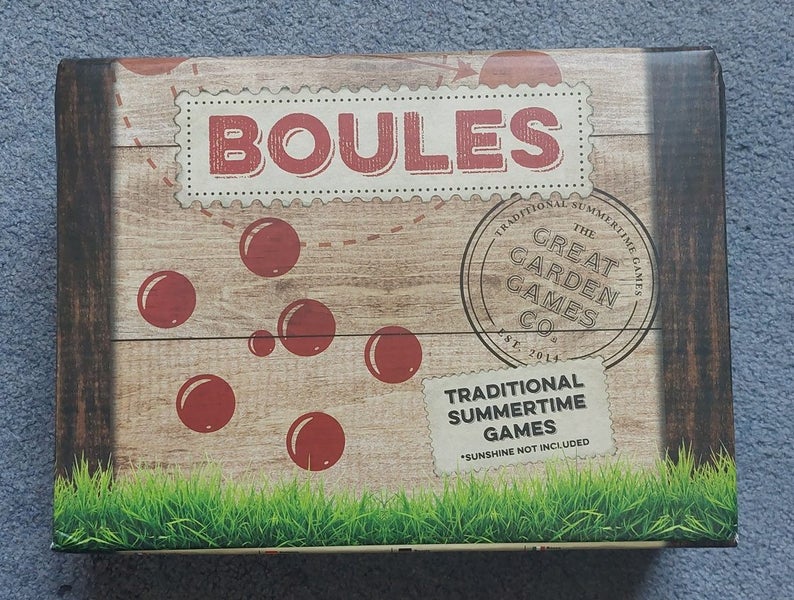 BOULES
TRADITIONAL SUMMERTIME GAMES
THE
GREAT
GARDEN
GAMES
CO®
EST. 2014
TRADITIONAL
SUMMERTIME
GAMES
*SUNSHINE NOT INCLUDED